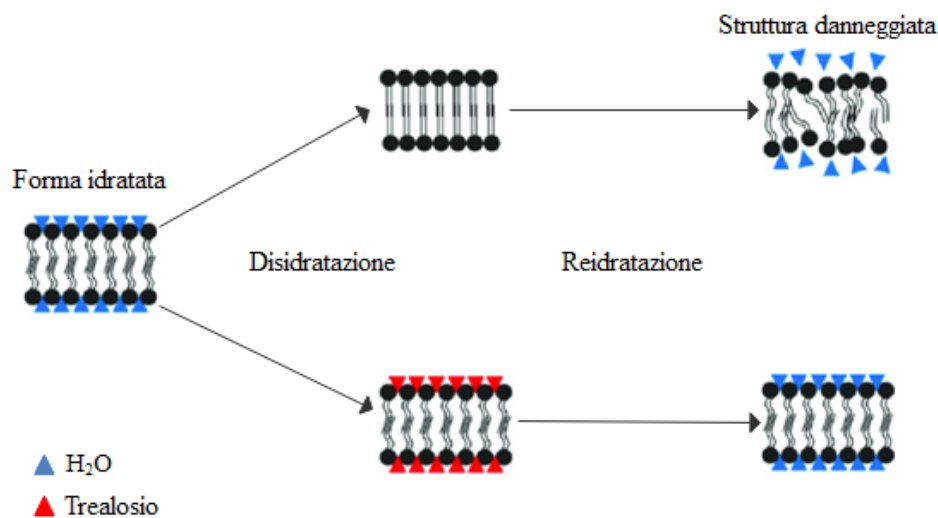 Struttura danneggiata
Forma idratata
Disidratazione
Reidratazione
H₂O
Trealosio